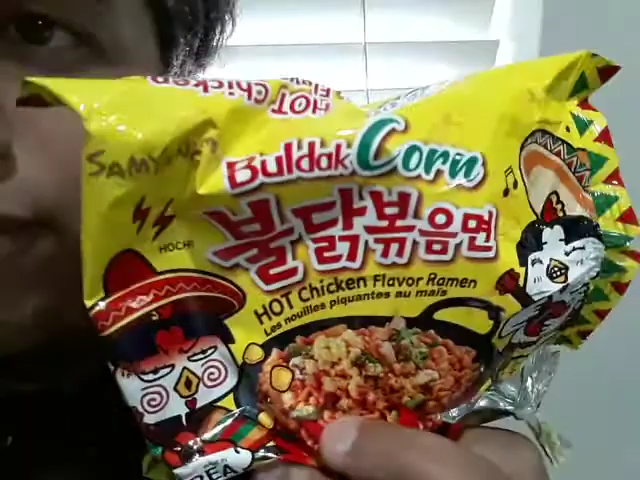 HOT Chicken
SAMYANG
Buldak Corn
불닭볶음면
HOCHI
HOT Chicken Flavor Ramen
Les nouilles piquantes au maïs